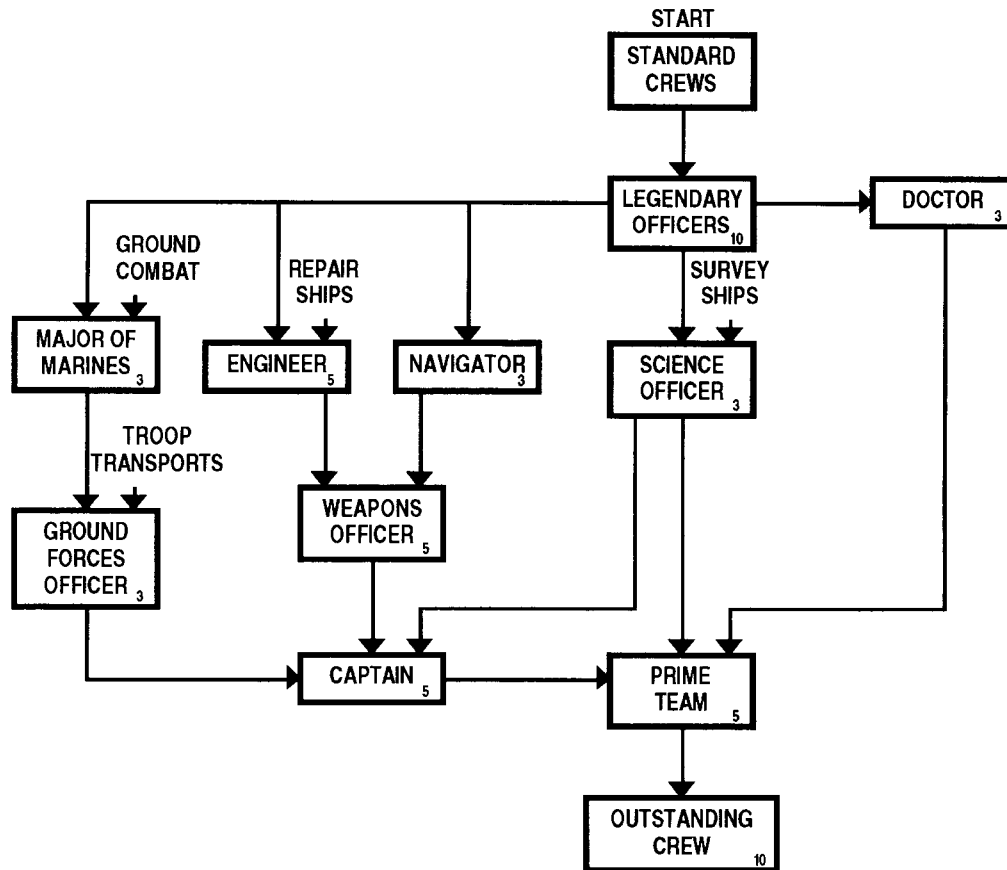 START
STANDARD
CREWS
LEGENDARY
OFFICERS 10
DOCTOR 3
GROUND
COMBAT
REPAIR
SHIPS
SURVEY
SHIPS
MAJOR OF
MARINES 3
ENGINEER 5
NAVIGATOR 3
SCIENCE
OFFICER 3
TROOP
TRANSPORTS
GROUND
FORCES
OFFICER 3
WEAPONS
OFFICER 5
CAPTAIN 5
PRIME
TEAM 5
OUTSTANDING
CREW 10